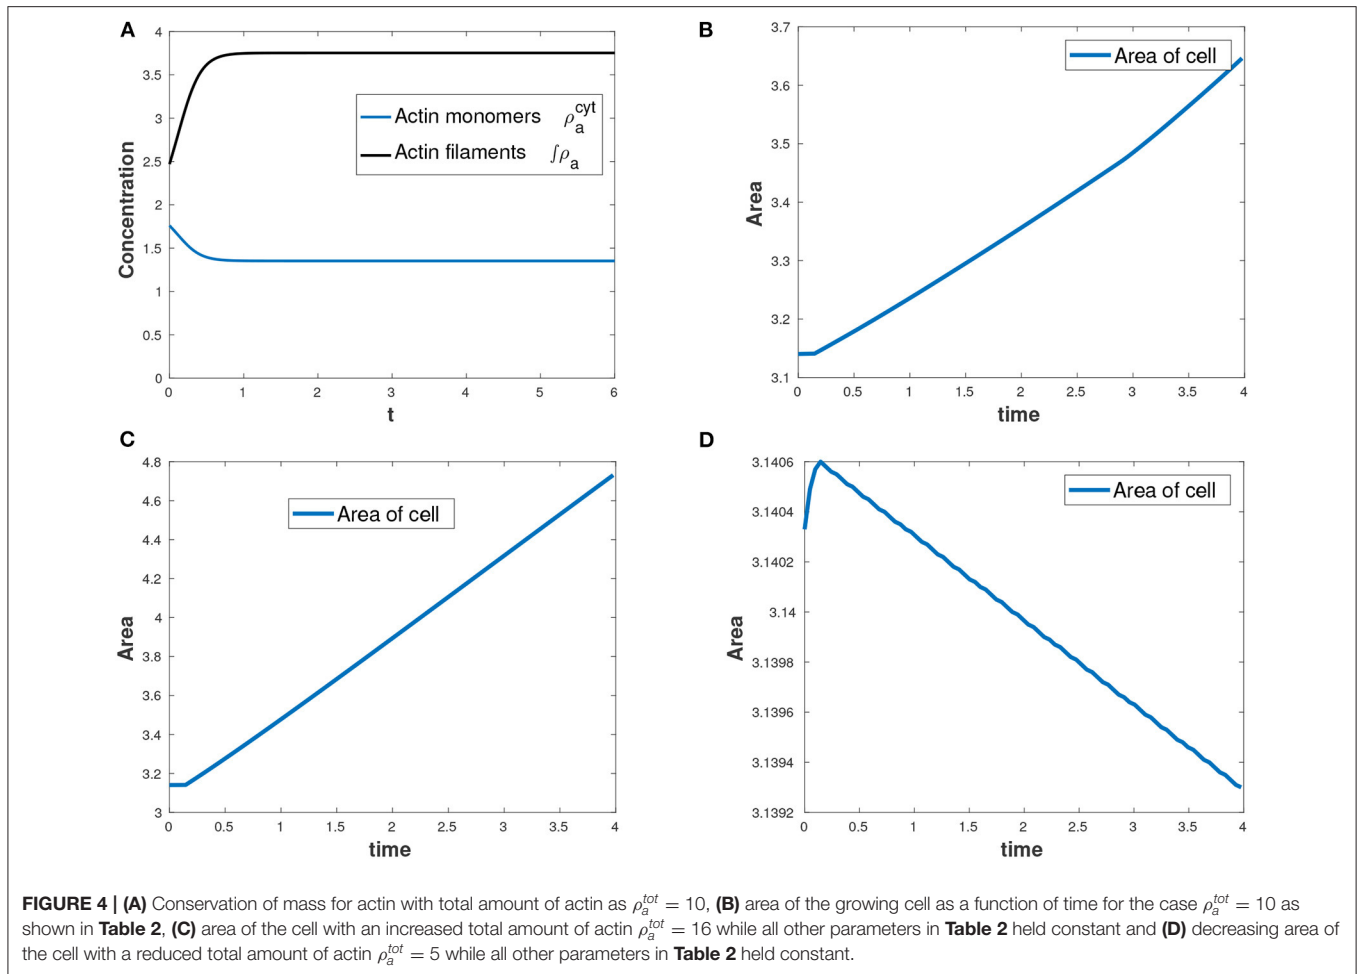 A
4
3.5
3
2.5
2
1.5
1
0.5
0
0 1 2 3 4 5 6
Concentration
t
Actin monomers ρ_a^cyt
Actin filaments ∫ρ_a
B
3.7
3.6
3.5
3.4
3.3
3.2
3.1
0 0.5 1 1.5 2 2.5 3 3.5 4
Area
time
Area of cell
C
4.8
4.6
4.4
4.2
4
3.8
3.6
3.4
3.2
3
0 0.5 1 1.5 2 2.5 3 3.5 4
Area
time
Area of cell
D
3.1406
3.1404
3.1402
3.14
3.1398
3.1396
3.1394
3.1392
0 0.5 1 1.5 2 2.5 3 3.5 4
Area
time
Area of cell
FIGURE 4 | (A) Conservation of mass for actin with total amount of actin as ρ_a^tot = 10, (B) area of the growing cell as a function of time for the case ρ_a^tot = 10 as
shown in Table 2, (C) area of the cell with an increased total amount of actin ρ_a^tot = 16 while all other parameters in Table 2 held constant and (D) decreasing area of
the cell with a reduced total amount of actin ρ_a^tot = 5 while all other parameters in Table 2 held constant.